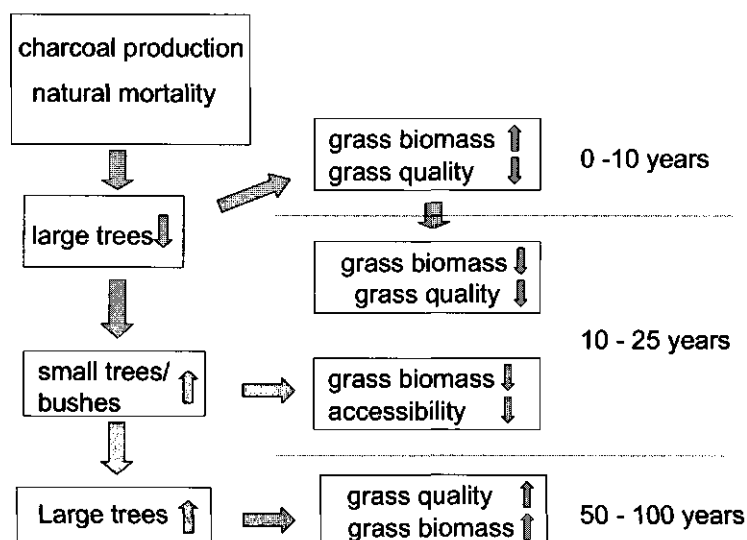 charcoal production
natural mortality
grass biomass ⇧
grass quality ⇩
0 -10 years
large trees ⇩
grass biomass ⇩
grass quality ⇩
10 - 25 years
small trees/ ⇧
bushes
grass biomass ⇩
accessibility ⇩
Large trees ⇧
grass quality ⇧
grass biomass ⇧
50 - 100 years